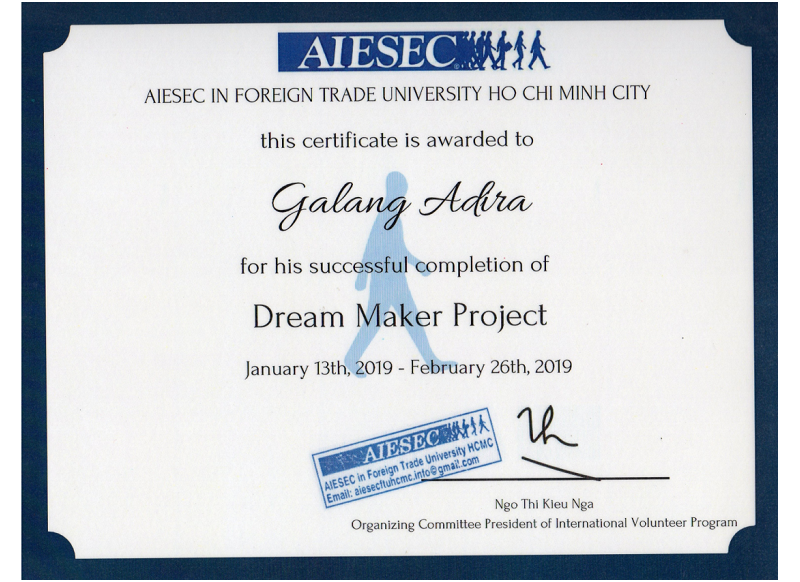 AIESEC
AIESEC IN FOREIGN TRADE UNIVERSITY HO CHI MINH CITY
this certificate is awarded to
Galang Adira
for his successful completion of
Dream Maker Project
January 13th, 2019 - February 26th, 2019
AIESEC
AIESEC in Foreign Trade University HCMC
Email: aiesecftuhcmc.info@gmail.com
Ngo Thi Kieu Nga
Organizing Committee President of International Volunteer Program